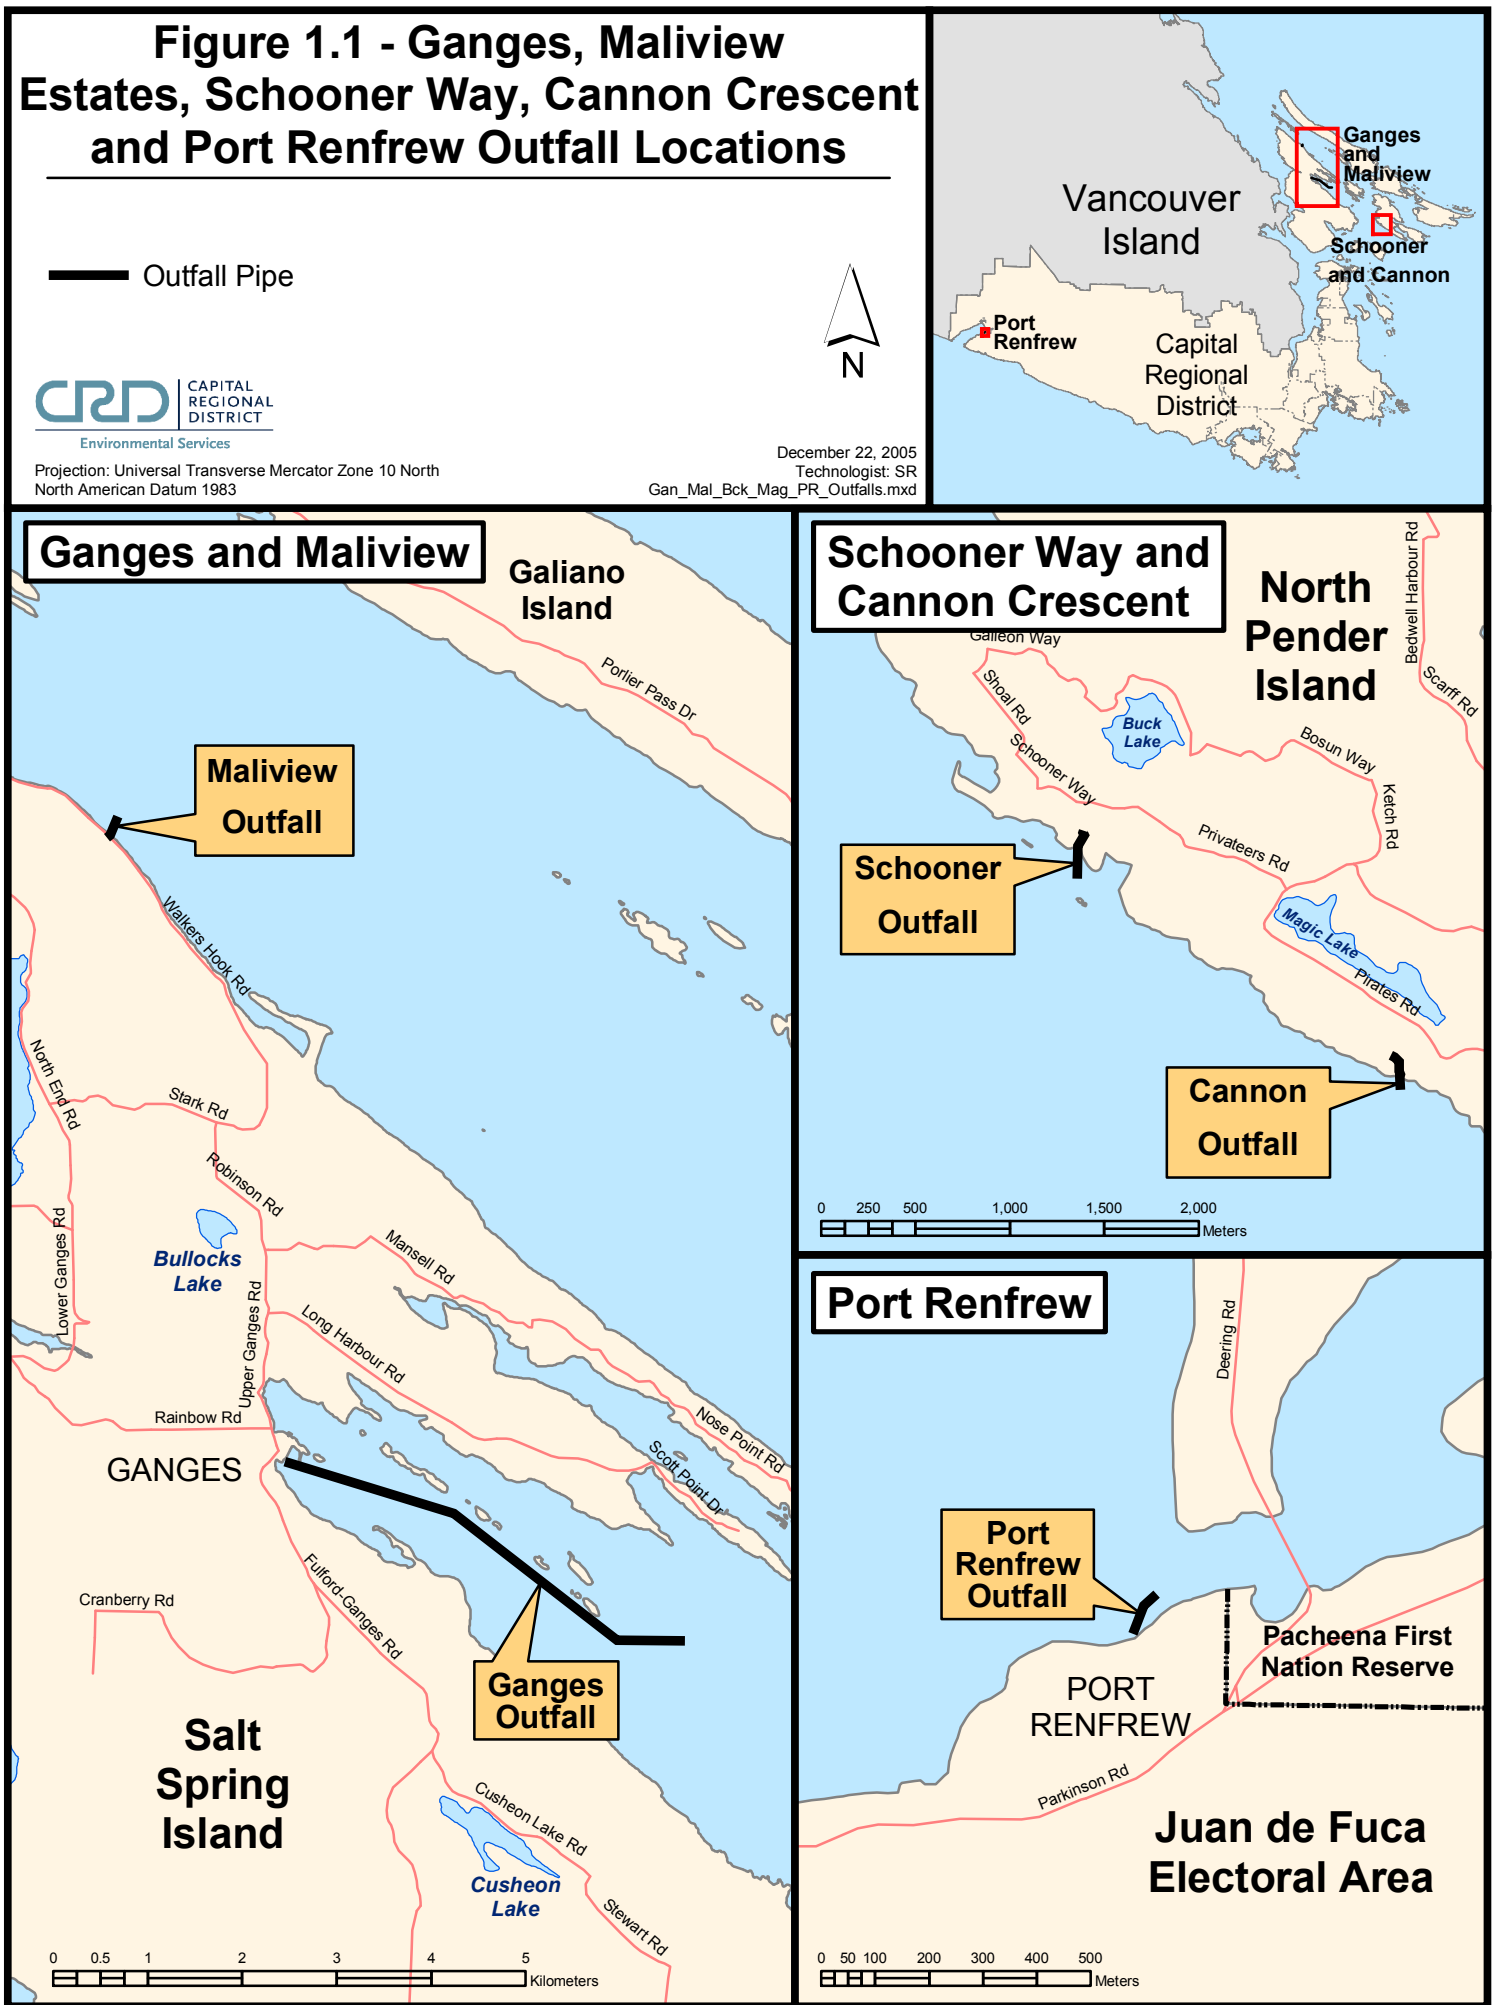 Figure 1.1 - Ganges, Maliview
Estates, Schooner Way, Cannon Crescent
and Port Renfrew Outfall Locations
Outfall Pipe
N
CRD
CAPITAL
REGIONAL
DISTRICT
Environmental Services
Projection: Universal Transverse Mercator Zone 10 North
North American Datum 1983
December 22, 2005
Technologist: SR
Gan_Mal_Bck_Mag_PR_Outfalls.mxd
Vancouver
Island
Ganges
and
Maliview
Schooner
and Cannon
Port
Renfrew
Capital
Regional
District
Ganges and Maliview
Galiano
Island
Porlier Pass Dr
Maliview
Outfall
Walkers Hook Rd
North End Rd
Stark Rd
Robinson Rd
Lower Ganges Rd
Bullocks
Lake
Mansell Rd
Upper Ganges Rd
Long Harbour Rd
Rainbow Rd
Nose Point Rd
Scott Point Dr
GANGES
Fulford-Ganges Rd
Cranberry Rd
Ganges
Outfall
Salt
Spring
Island
Cusheon Lake Rd
Cusheon
Lake
Stewart Rd
0 0.5 1 2 3 4 5
Kilometers
Schooner Way and
Cannon Crescent
North
Pender
Island
Bedwell Harbour Rd
Scarff Rd
Galleon Way
Shoal Rd
Buck
Lake
Schooner Way
Bosun Way
Ketch Rd
Privateers Rd
Schooner
Outfall
Magic Lake
Pirates Rd
Cannon
Outfall
0 250 500 1,000 1,500 2,000
Meters
Port Renfrew
Deering Rd
Port
Renfrew
Outfall
Pacheena First
Nation Reserve
PORT
RENFREW
Parkinson Rd
Juan de Fuca
Electoral Area
0 50 100 200 300 400 500
Meters